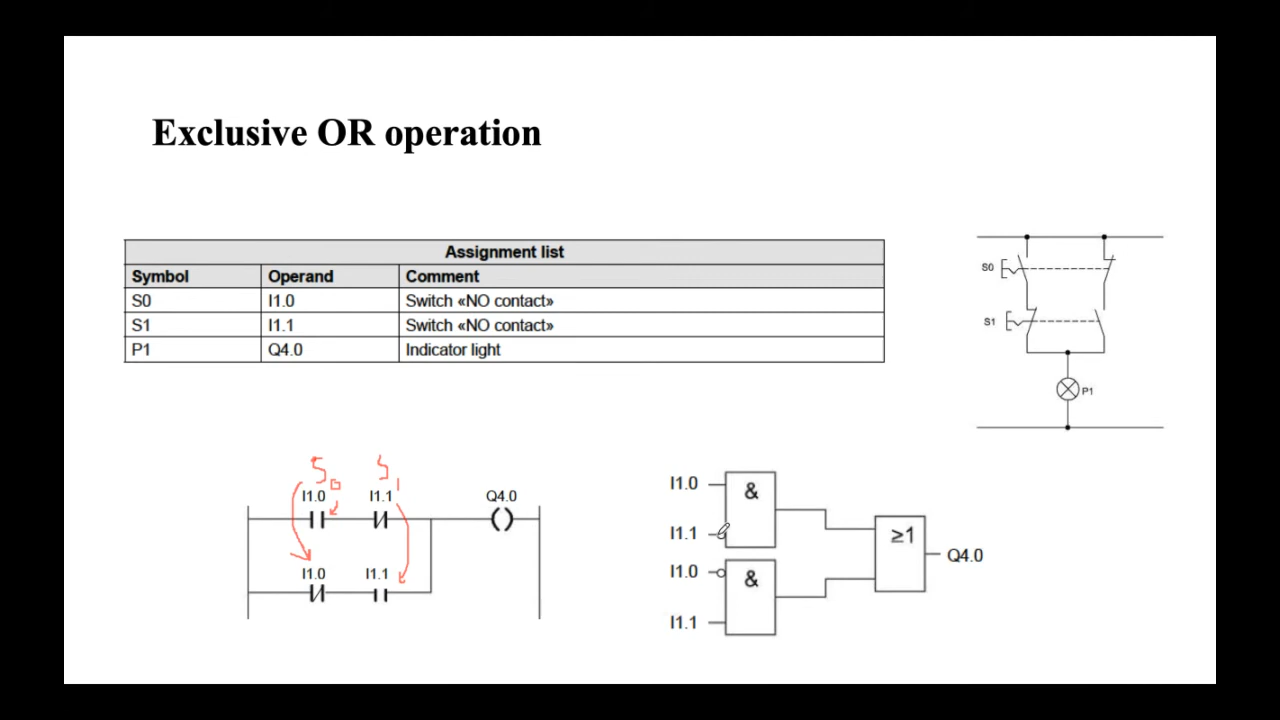 Exclusive OR operation
Assignment list
Symbol Operand Comment
S0 I1.0 Switch «NO contact»
S1 I1.1 Switch «NO contact»
P1 Q4.0 Indicator light
S0
S1
P1
S0 S1
I1.0 I1.1 Q4.0
I1.0 I1.1
I1.0
&
I1.1
I1.0
&
I1.1
≥1
Q4.0